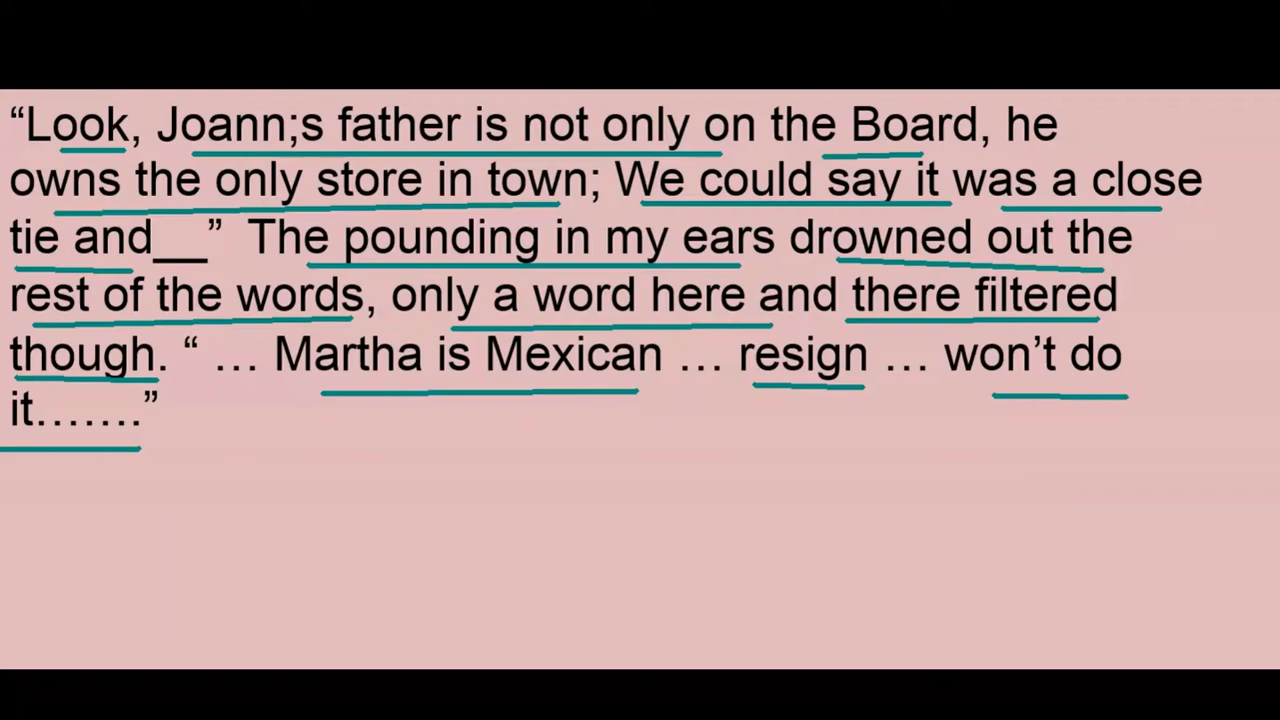 “Look, Joann;s father is not only on the Board, he
owns the only store in town; We could say it was a close
tie and__” The pounding in my ears drowned out the
rest of the words, only a word here and there filtered
though. “ … Martha is Mexican … resign … won’t do
it…….”